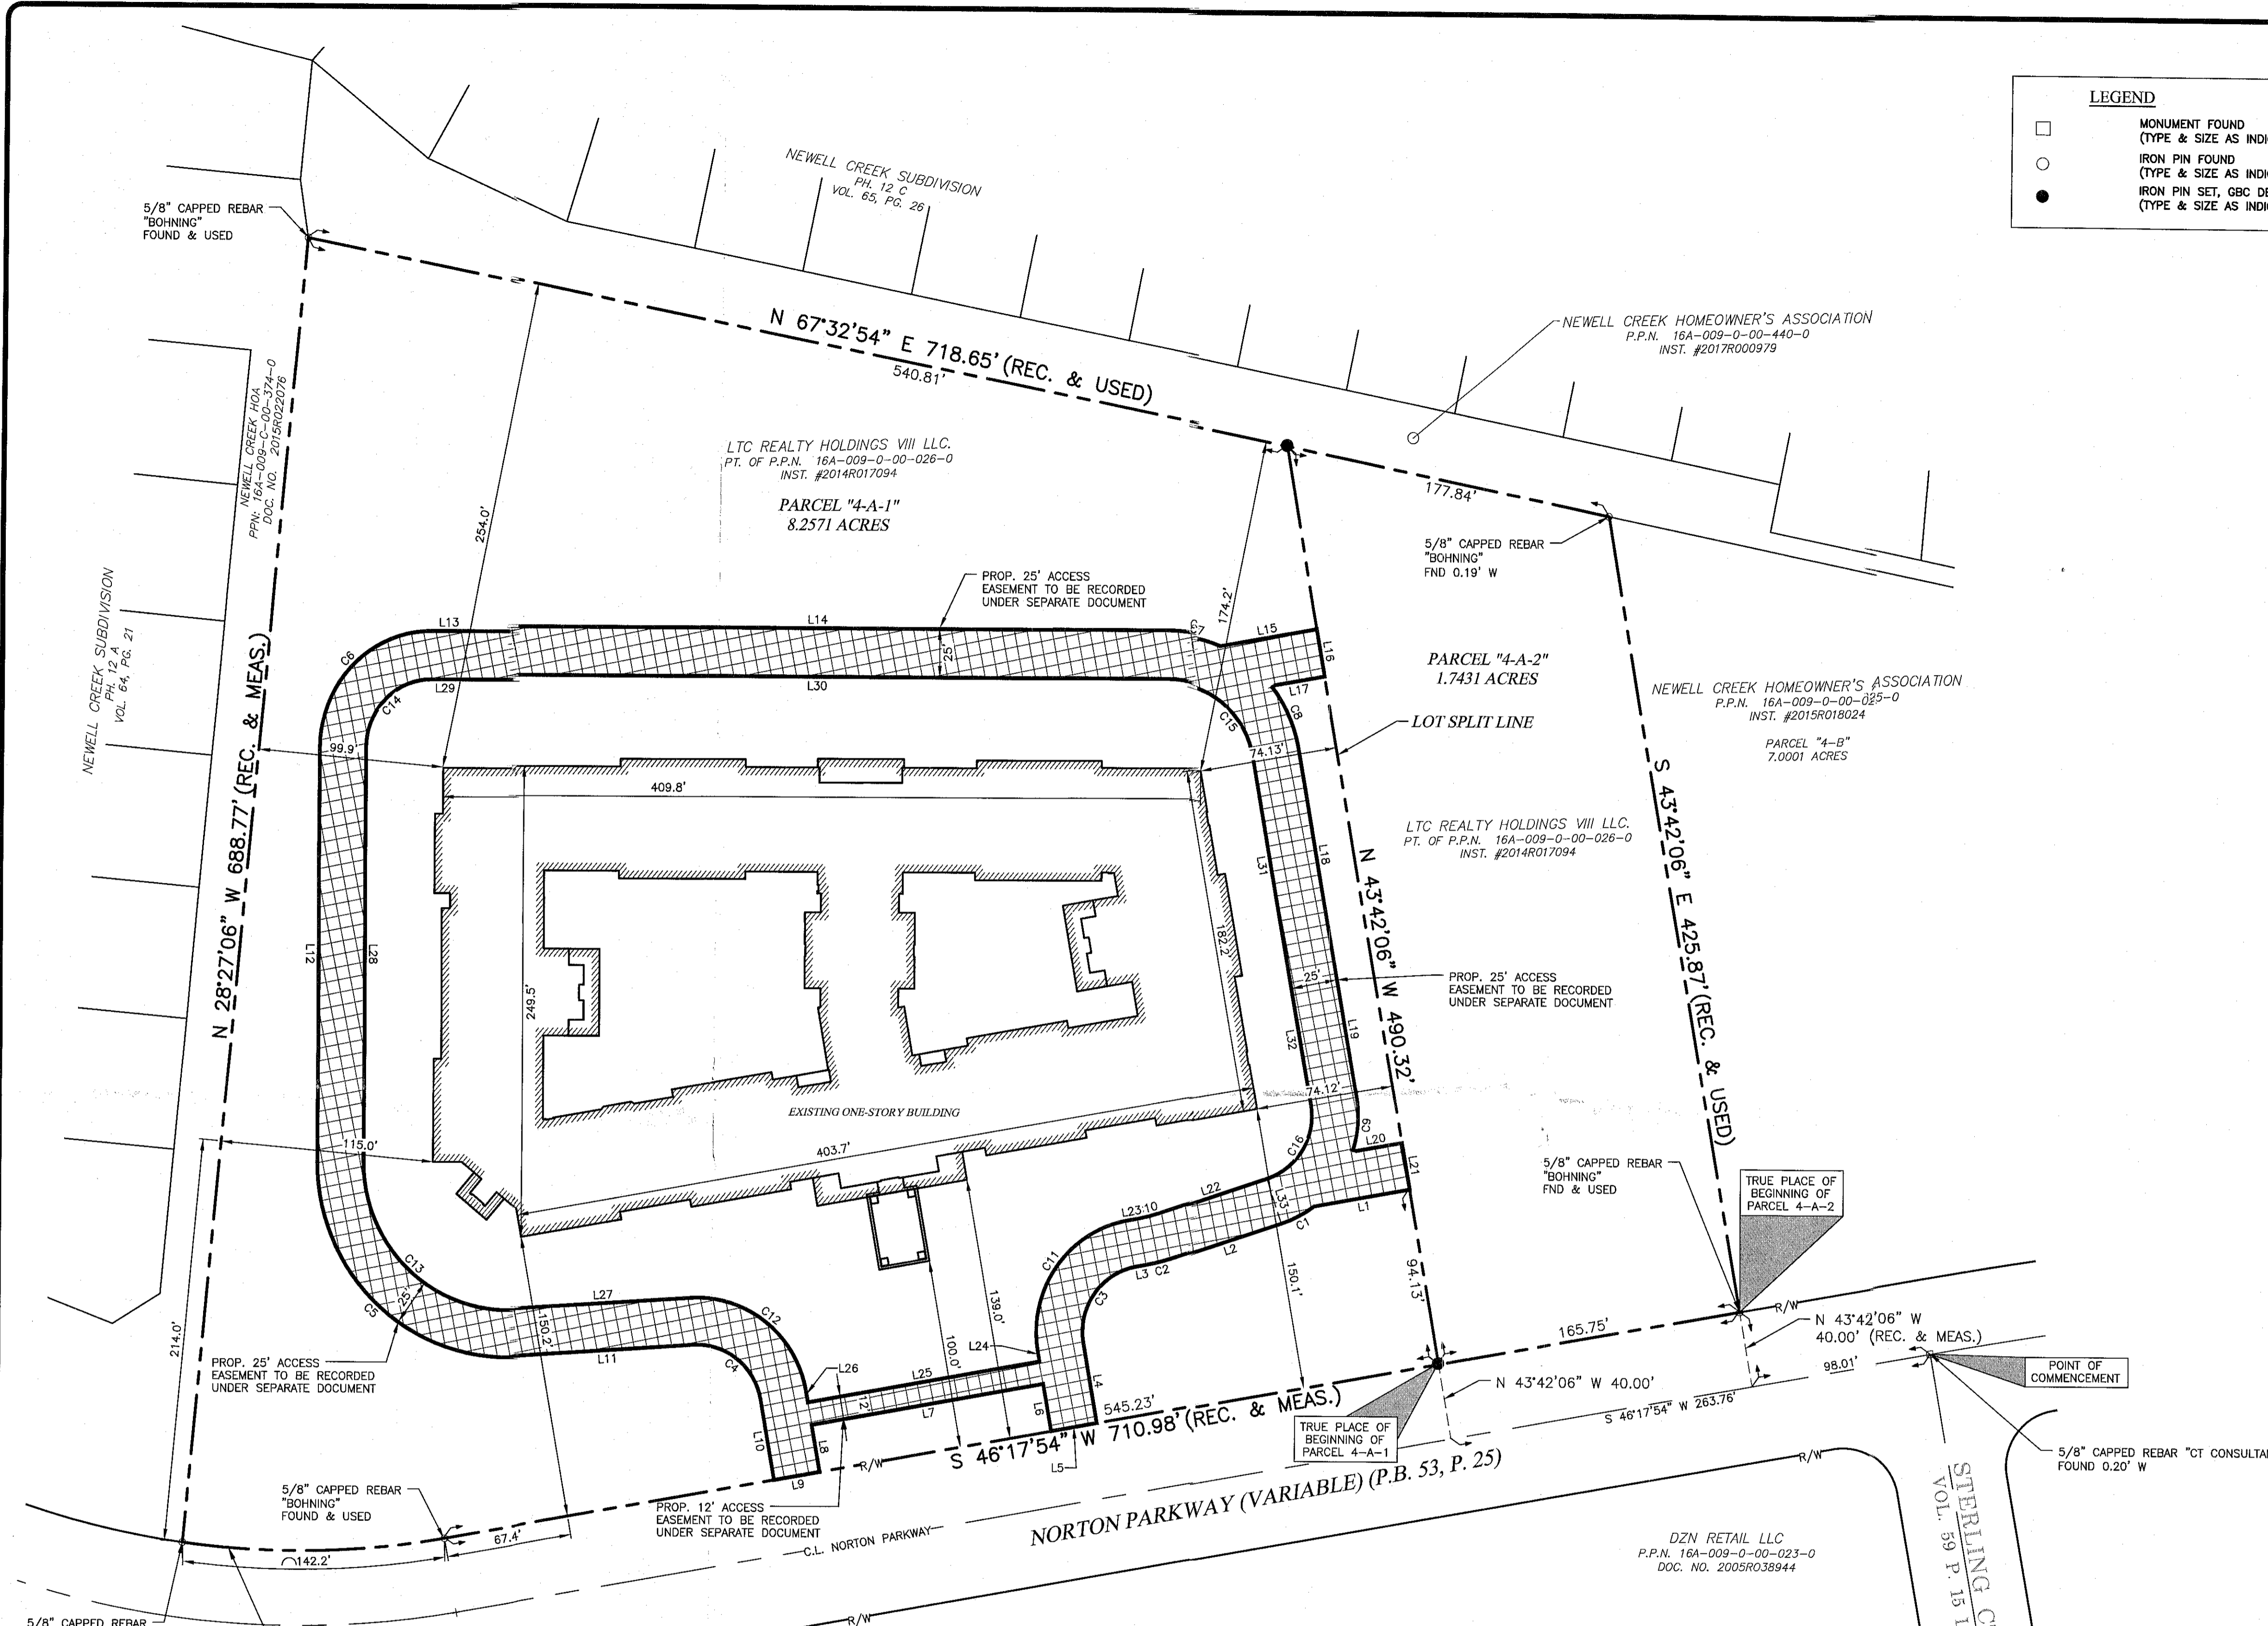 LEGEND
MONUMENT FOUND
(TYPE & SIZE AS INDI
IRON PIN FOUND
(TYPE & SIZE AS INDI
IRON PIN SET, GBC DE
(TYPE & SIZE AS INDI
NEWELL CREEK SUBDIVISION
PH. 12 C
VOL. 65, PG. 26
5/8" CAPPED REBAR
"BOHNING"
FOUND & USED
N 67°32'54" E 718.65' (REC. & USED)
540.81'
NEWELL CREEK HOMEOWNER'S ASSOCIATION
P.P.N. 16A-009-0-00-440-0
INST. #2017R000979
NEWELL CREEK HOA
PPN: 16A-009-C-00-374-0
DOC. NO. 2015R022076
LTC REALTY HOLDINGS VIII LLC.
PT. OF P.P.N. 16A-009-0-00-026-0
INST. #2014R017094
PARCEL "4-A-1"
8.2571 ACRES
254.0'
174.2'
177.84'
5/8" CAPPED REBAR
"BOHNING"
FND 0.19' W
PROP. 25' ACCESS
EASEMENT TO BE RECORDED
UNDER SEPARATE DOCUMENT
NEWELL CREEK SUBDIVISION
PH. 12 A
VOL. 64, PG. 21
N 28°27'06" W 688.77' (REC. & MEAS.)
L13
L14
L15
L16
L17
C6
C14
L29
L30
25'
C15
C8
PARCEL "4-A-2"
1.7431 ACRES
LOT SPLIT LINE
NEWELL CREEK HOMEOWNER'S ASSOCIATION
P.P.N. 16A-009-0-00-025-0
INST. #2015R018024
PARCEL "4-B"
7.0001 ACRES
99.9'
74.13'
409.8'
LTC REALTY HOLDINGS VIII LLC.
PT. OF P.P.N. 16A-009-0-00-026-0
INST. #2014R017094
N 43°42'06" W 490.32'
S 43°42'06" E 425.87' (REC. & USED)
L31
L18
182.2'
L12
L28
249.5'
25'
L32
L19
PROP. 25' ACCESS
EASEMENT TO BE RECORDED
UNDER SEPARATE DOCUMENT
EXISTING ONE-STORY BUILDING
74.12'
403.7'
115.0'
C16
C9
L20
L21
5/8" CAPPED REBAR
"BOHNING"
FND & USED
TRUE PLACE OF
BEGINNING OF
PARCEL 4-A-2
L22
L23
10
L33
C1
L1
L2
L3
C2
C11
C3
C13
C5
25'
L27
C12
150.2'
139.0'
100.0'
150.1'
94.13'
214.0'
L11
C4
L26
L24
L25
12'
L7
L6
L4
L10
L8
L9
L5
PROP. 25' ACCESS
EASEMENT TO BE RECORDED
UNDER SEPARATE DOCUMENT
165.75'
R/W
N 43°42'06" W
40.00' (REC. & MEAS.)
98.01'
POINT OF
COMMENCEMENT
N 43°42'06" W 40.00'
S 46°17'54" W 263.76'
545.23'
S 46°17'54" W 710.98' (REC. & MEAS.)
R/W
TRUE PLACE OF
BEGINNING OF
PARCEL 4-A-1
5/8" CAPPED REBAR "CT CONSULTA
FOUND 0.20' W
R/W
5/8" CAPPED REBAR
"BOHNING"
FOUND & USED
PROP. 12' ACCESS
EASEMENT TO BE RECORDED
UNDER SEPARATE DOCUMENT
67.4'
142.2'
C.L. NORTON PARKWAY
NORTON PARKWAY (VARIABLE) (P.B. 53, P. 25)
DZN RETAIL LLC
P.P.N. 16A-009-0-00-023-0
DOC. NO. 2005R038944
STERLING C
VOL. 59 P. 15
R/W
5/8" CAPPED REBAR